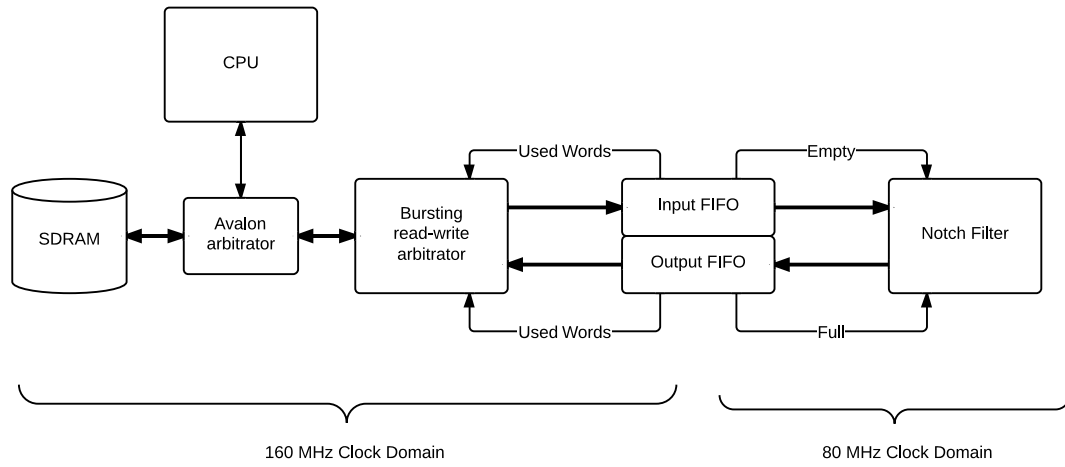 CPU
Used Words
Empty
SDRAM
Avalon
arbitrator
Bursting
read-write
arbitrator
Input FIFO
Output FIFO
Notch Filter
Used Words
Full
160 MHz Clock Domain
80 MHz Clock Domain